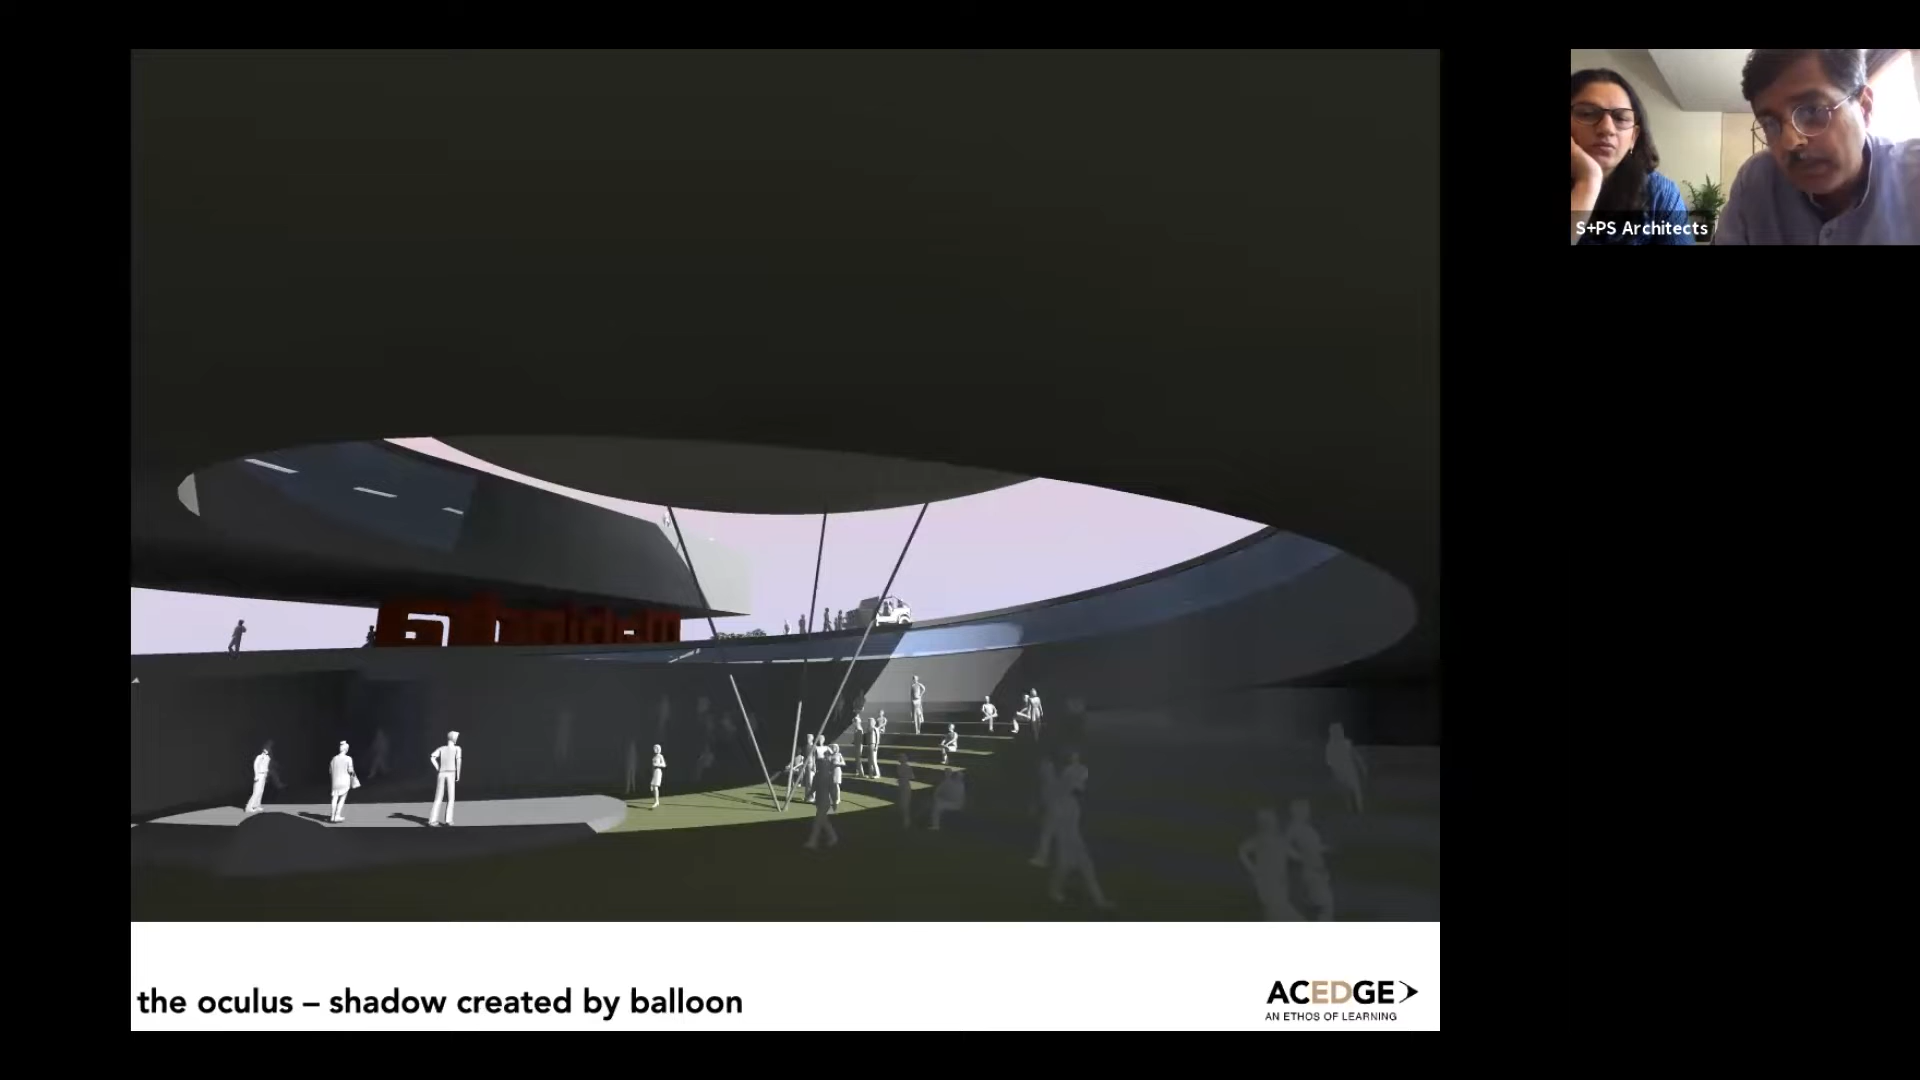 S+PS Architects
the oculus – shadow created by balloon
ACEDGE
AN ETHOS OF LEARNING